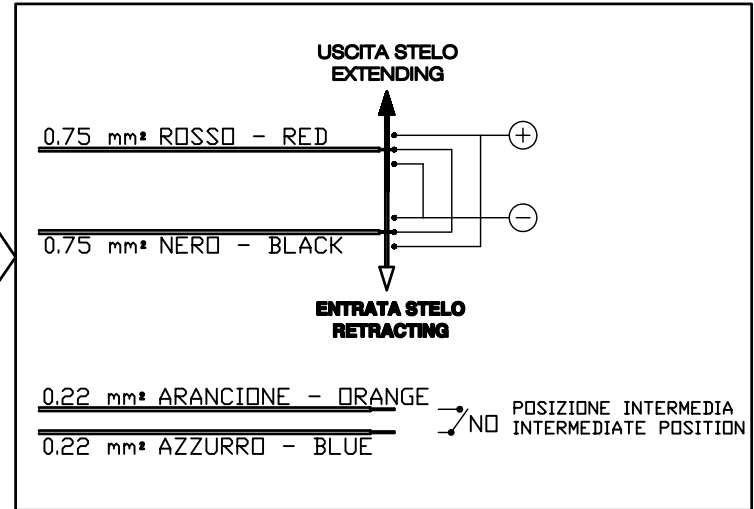 USCITA STELO
EXTENDING
0.75 mm² ROSSO - RED
+
-
0.75 mm² NERO - BLACK
ENTRATA STELO
RETRACTING
0.22 mm² ARANCIONE - ORANGE
NO POSIZIONE INTERMEDIA
INTERMEDIATE POSITION
0.22 mm² AZZURRO - BLUE